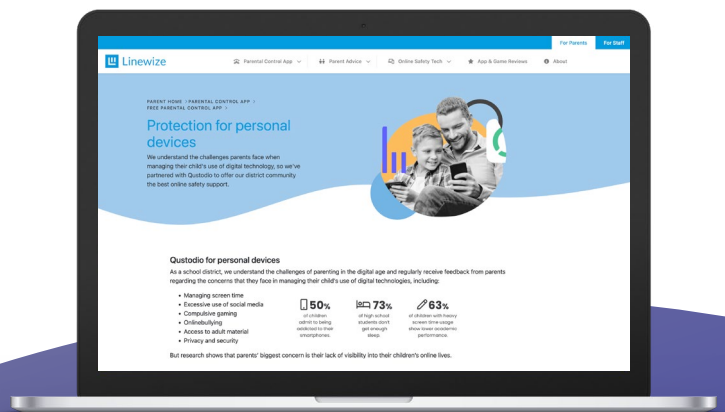 For Parents For Staff
Linewize
Parental Control App Parent Advice Online Safety Tech App & Game Reviews About
PARENT HOME / PARENTAL CONTROL APP /
FREE PARENTAL CONTROL APP /
Protection for personal
devices
We understand the challenges parents face when
managing their child's use of digital technology, so we've
partnered with Qustodio to offer our district community
the best online safety support.
Qustodio for personal devices
As a school district, we understand the challenges of parenting in the digital age and regularly receive feedback from parents
regarding the concerns that they face in managing their child's use of digital technologies, including:
• Managing screen time
• Excessive use of social media
• Compulsive gaming
• Onlinebullying
• Access to adult material
• Privacy and security
50%
of children
admit to being
addicted to their
smartphones.
73%
of high school
students don't
get enough
sleep.
63%
of children with heavy
screen time usage
show lower academic
performance.
But research shows that parents' biggest concern is their lack of visibility into their children's online lives.